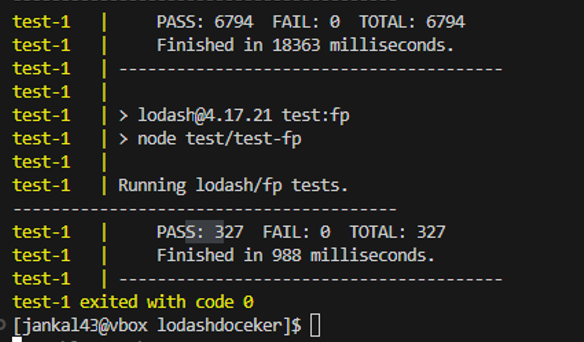 test-1 | PASS: 6794 FAIL: 0 TOTAL: 6794
test-1 | Finished in 18363 milliseconds.
test-1 | ----------------------------------------
test-1 |
test-1 | > lodash@4.17.21 test:fp
test-1 | > node test/test-fp
test-1 |
test-1 | Running lodash/fp tests.
----------------------------------------
test-1 | PASS: 327 FAIL: 0 TOTAL: 327
test-1 | Finished in 988 milliseconds.
test-1 | ----------------------------------------
test-1 exited with code 0
[jankal43@vbox lodashdoceker]$